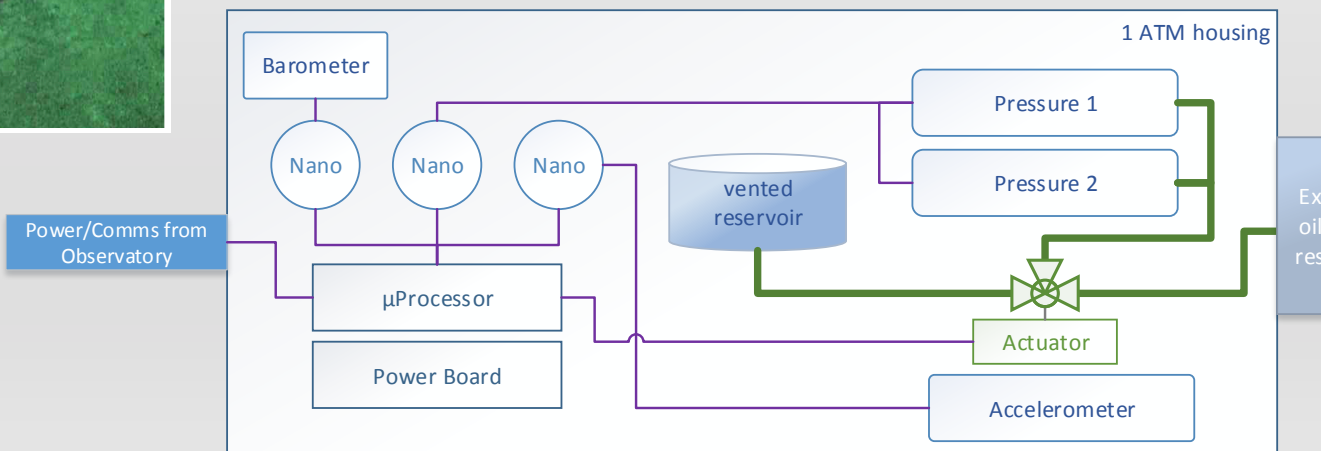 1 ATM housing
Barometer
Pressure 1
Nano
Nano
Nano
vented
reservoir
Pressure 2
Power/Comms from
Observatory
µProcessor
Actuator
Power Board
Accelerometer